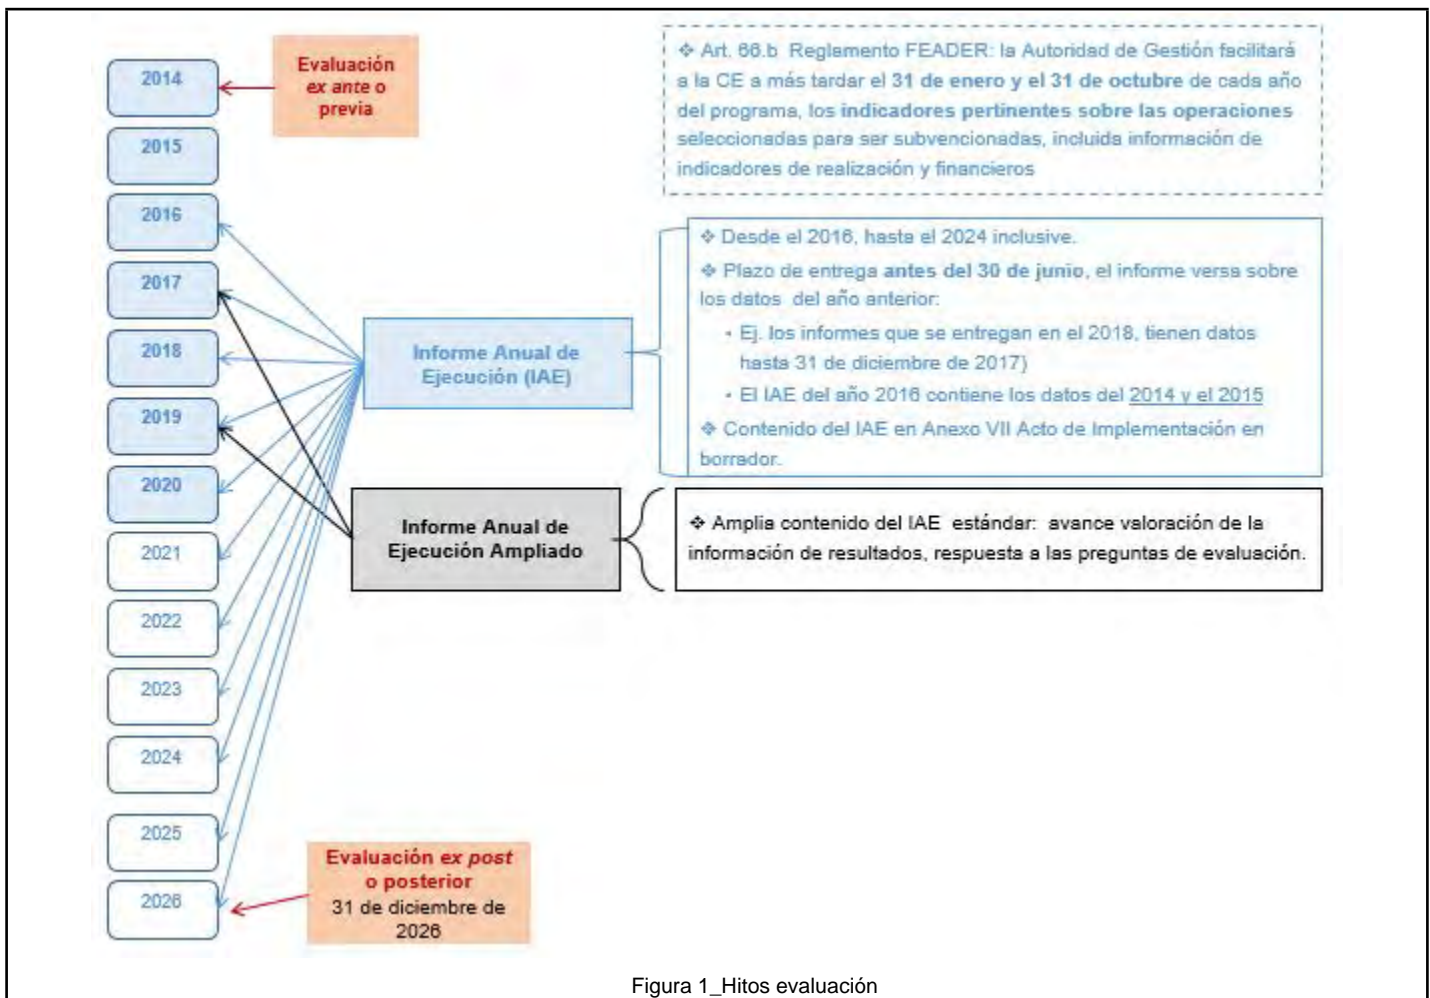 2014
2015
2016
2017
2018
2019
2020
2021
2022
2023
2024
2025
2026
Evaluación
ex ante o
previa
❖ Art. 66.b Reglamento FEADER: la Autoridad de Gestión facilitará
a la CE a más tardar el 31 de enero y el 31 de octubre de cada año
del programa, los indicadores pertinentes sobre las operaciones
seleccionadas para ser subvencionadas, incluida información de
indicadores de realización y financieros
Informe Anual de
Ejecución (IAE)
❖ Desde el 2016, hasta el 2024 inclusive.
❖ Plazo de entrega antes del 30 de junio, el informe versa sobre
los datos del año anterior:
• Ej. los informes que se entregan en el 2018, tienen datos
hasta 31 de diciembre de 2017)
• El IAE del año 2016 contiene los datos del 2014 y el 2015
❖ Contenido del IAE en Anexo VII Acto de Implementación en
borrador.
Informe Anual de
Ejecución Ampliado
❖ Amplia contenido del IAE estándar: avance valoración de la
información de resultados, respuesta a las preguntas de evaluación.
Evaluación ex post
o posterior
31 de diciembre de
2026
Figura 1_Hitos evaluación